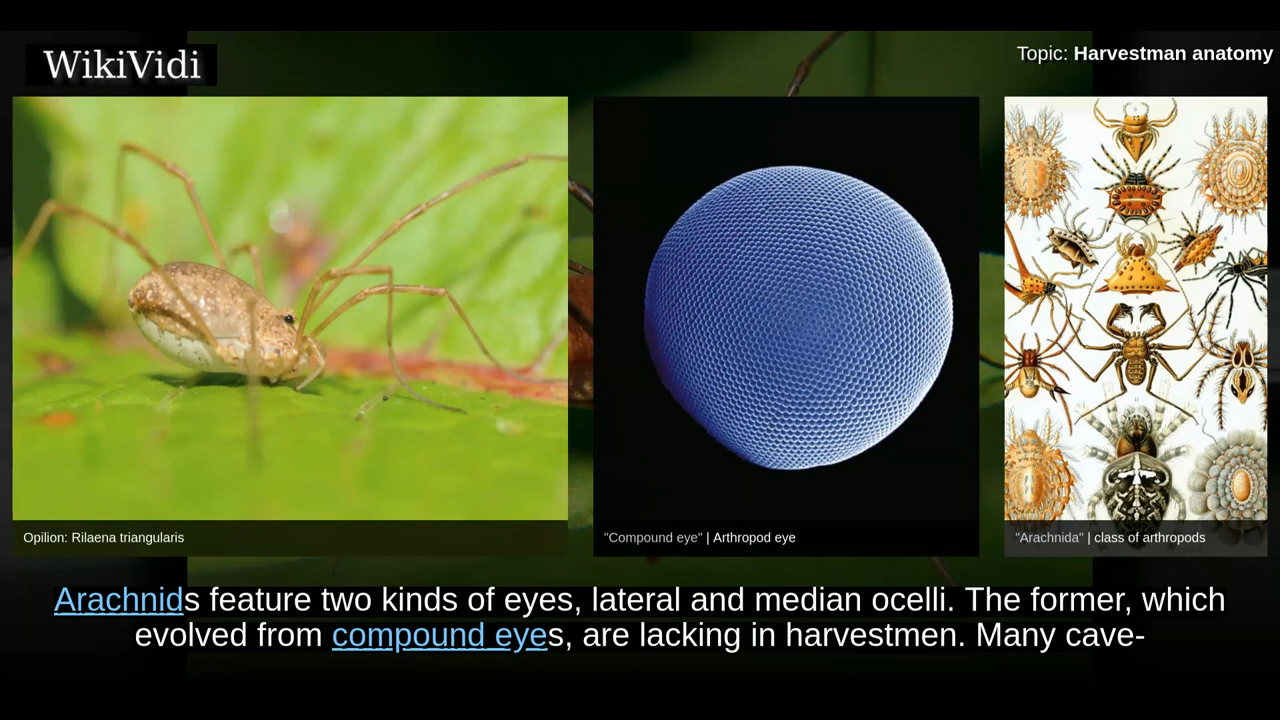 WikiVidi
Topic: Harvestman anatomy
Opilion: Rilaena triangularis
"Compound eye" | Arthropod eye
"Arachnida" | class of arthropods
Arachnids feature two kinds of eyes, lateral and median ocelli. The former, which
evolved from compound eyes, are lacking in harvestmen. Many cave-